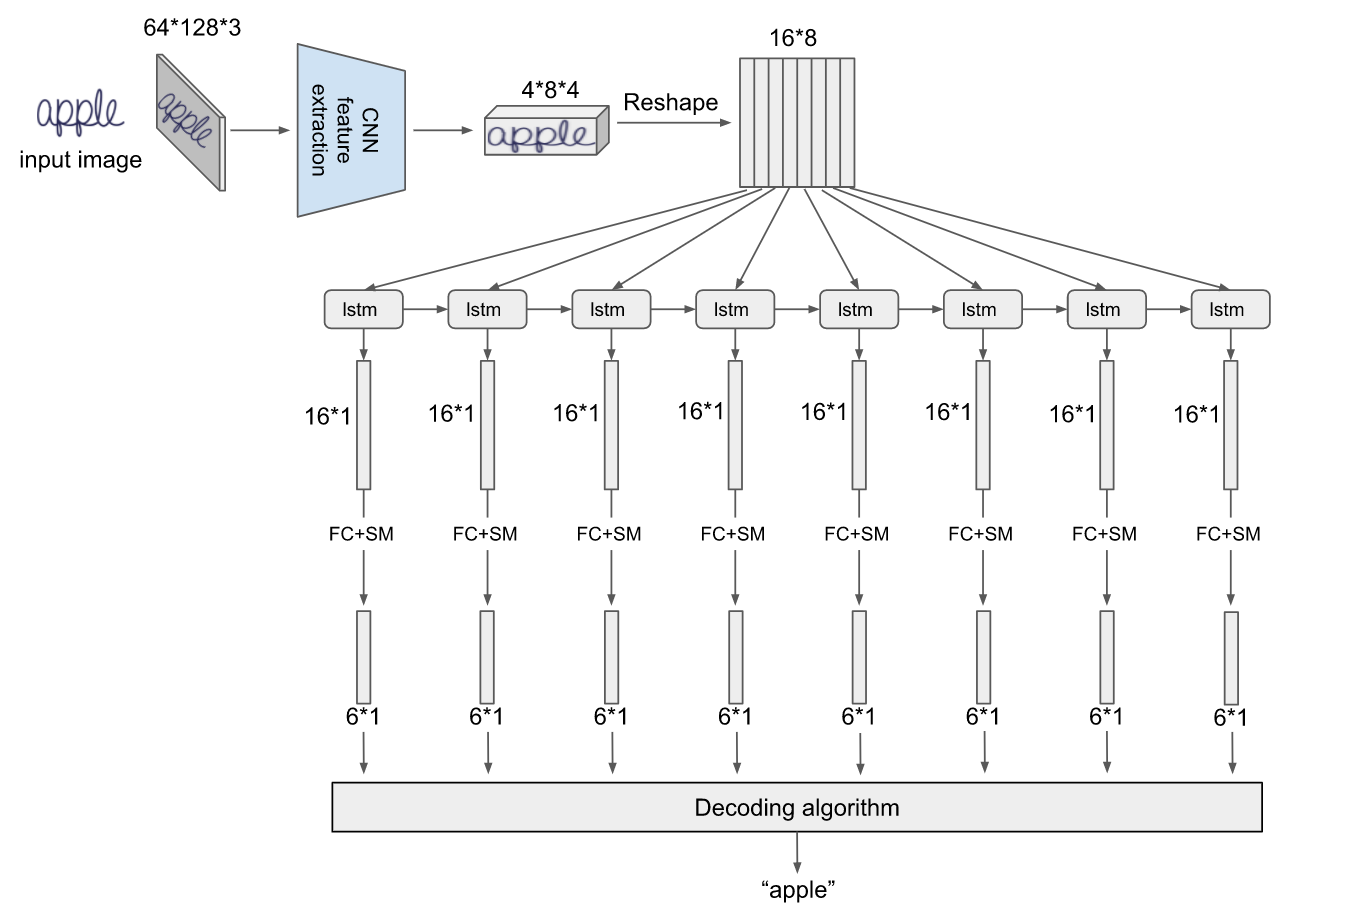 64*128*3
16*8
apple
apple
CNN
feature
extraction
4*8*4
apple
Reshape
input image
lstm lstm lstm lstm lstm lstm lstm lstm
16*1 16*1 16*1 16*1 16*1 16*1 16*1 16*1
FC+SM FC+SM FC+SM FC+SM FC+SM FC+SM FC+SM FC+SM
6*1 6*1 6*1 6*1 6*1 6*1 6*1 6*1
Decoding algorithm
“apple”